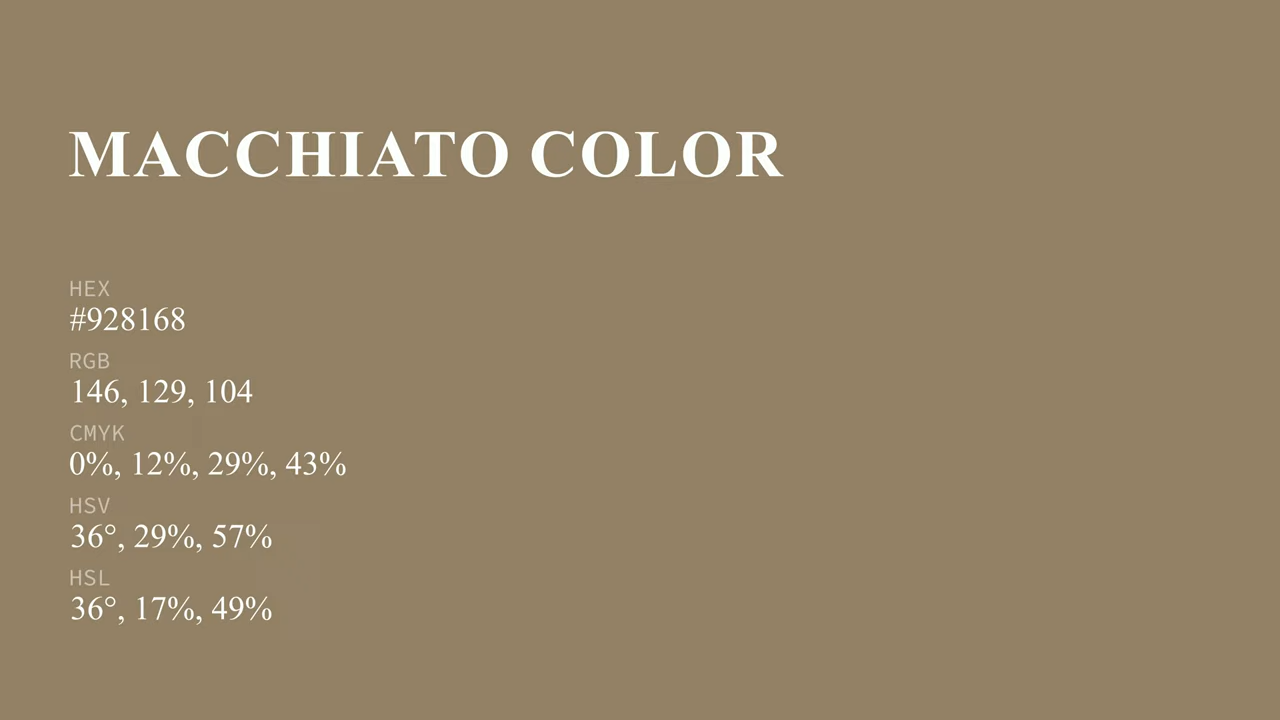 MACCHIATO COLOR
HEX
#928168
RGB
146, 129, 104
CMYK
0%, 12%, 29%, 43%
HSV
36°, 29%, 57%
HSL
36°, 17%, 49%